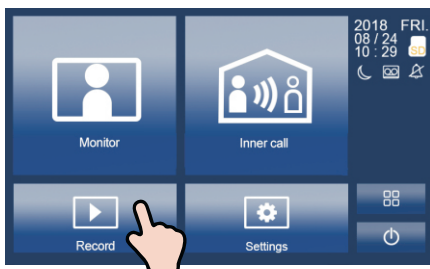 2018 FRI.
08 / 24
10 : 29 SD
Monitor
Inner call
Record
Settings